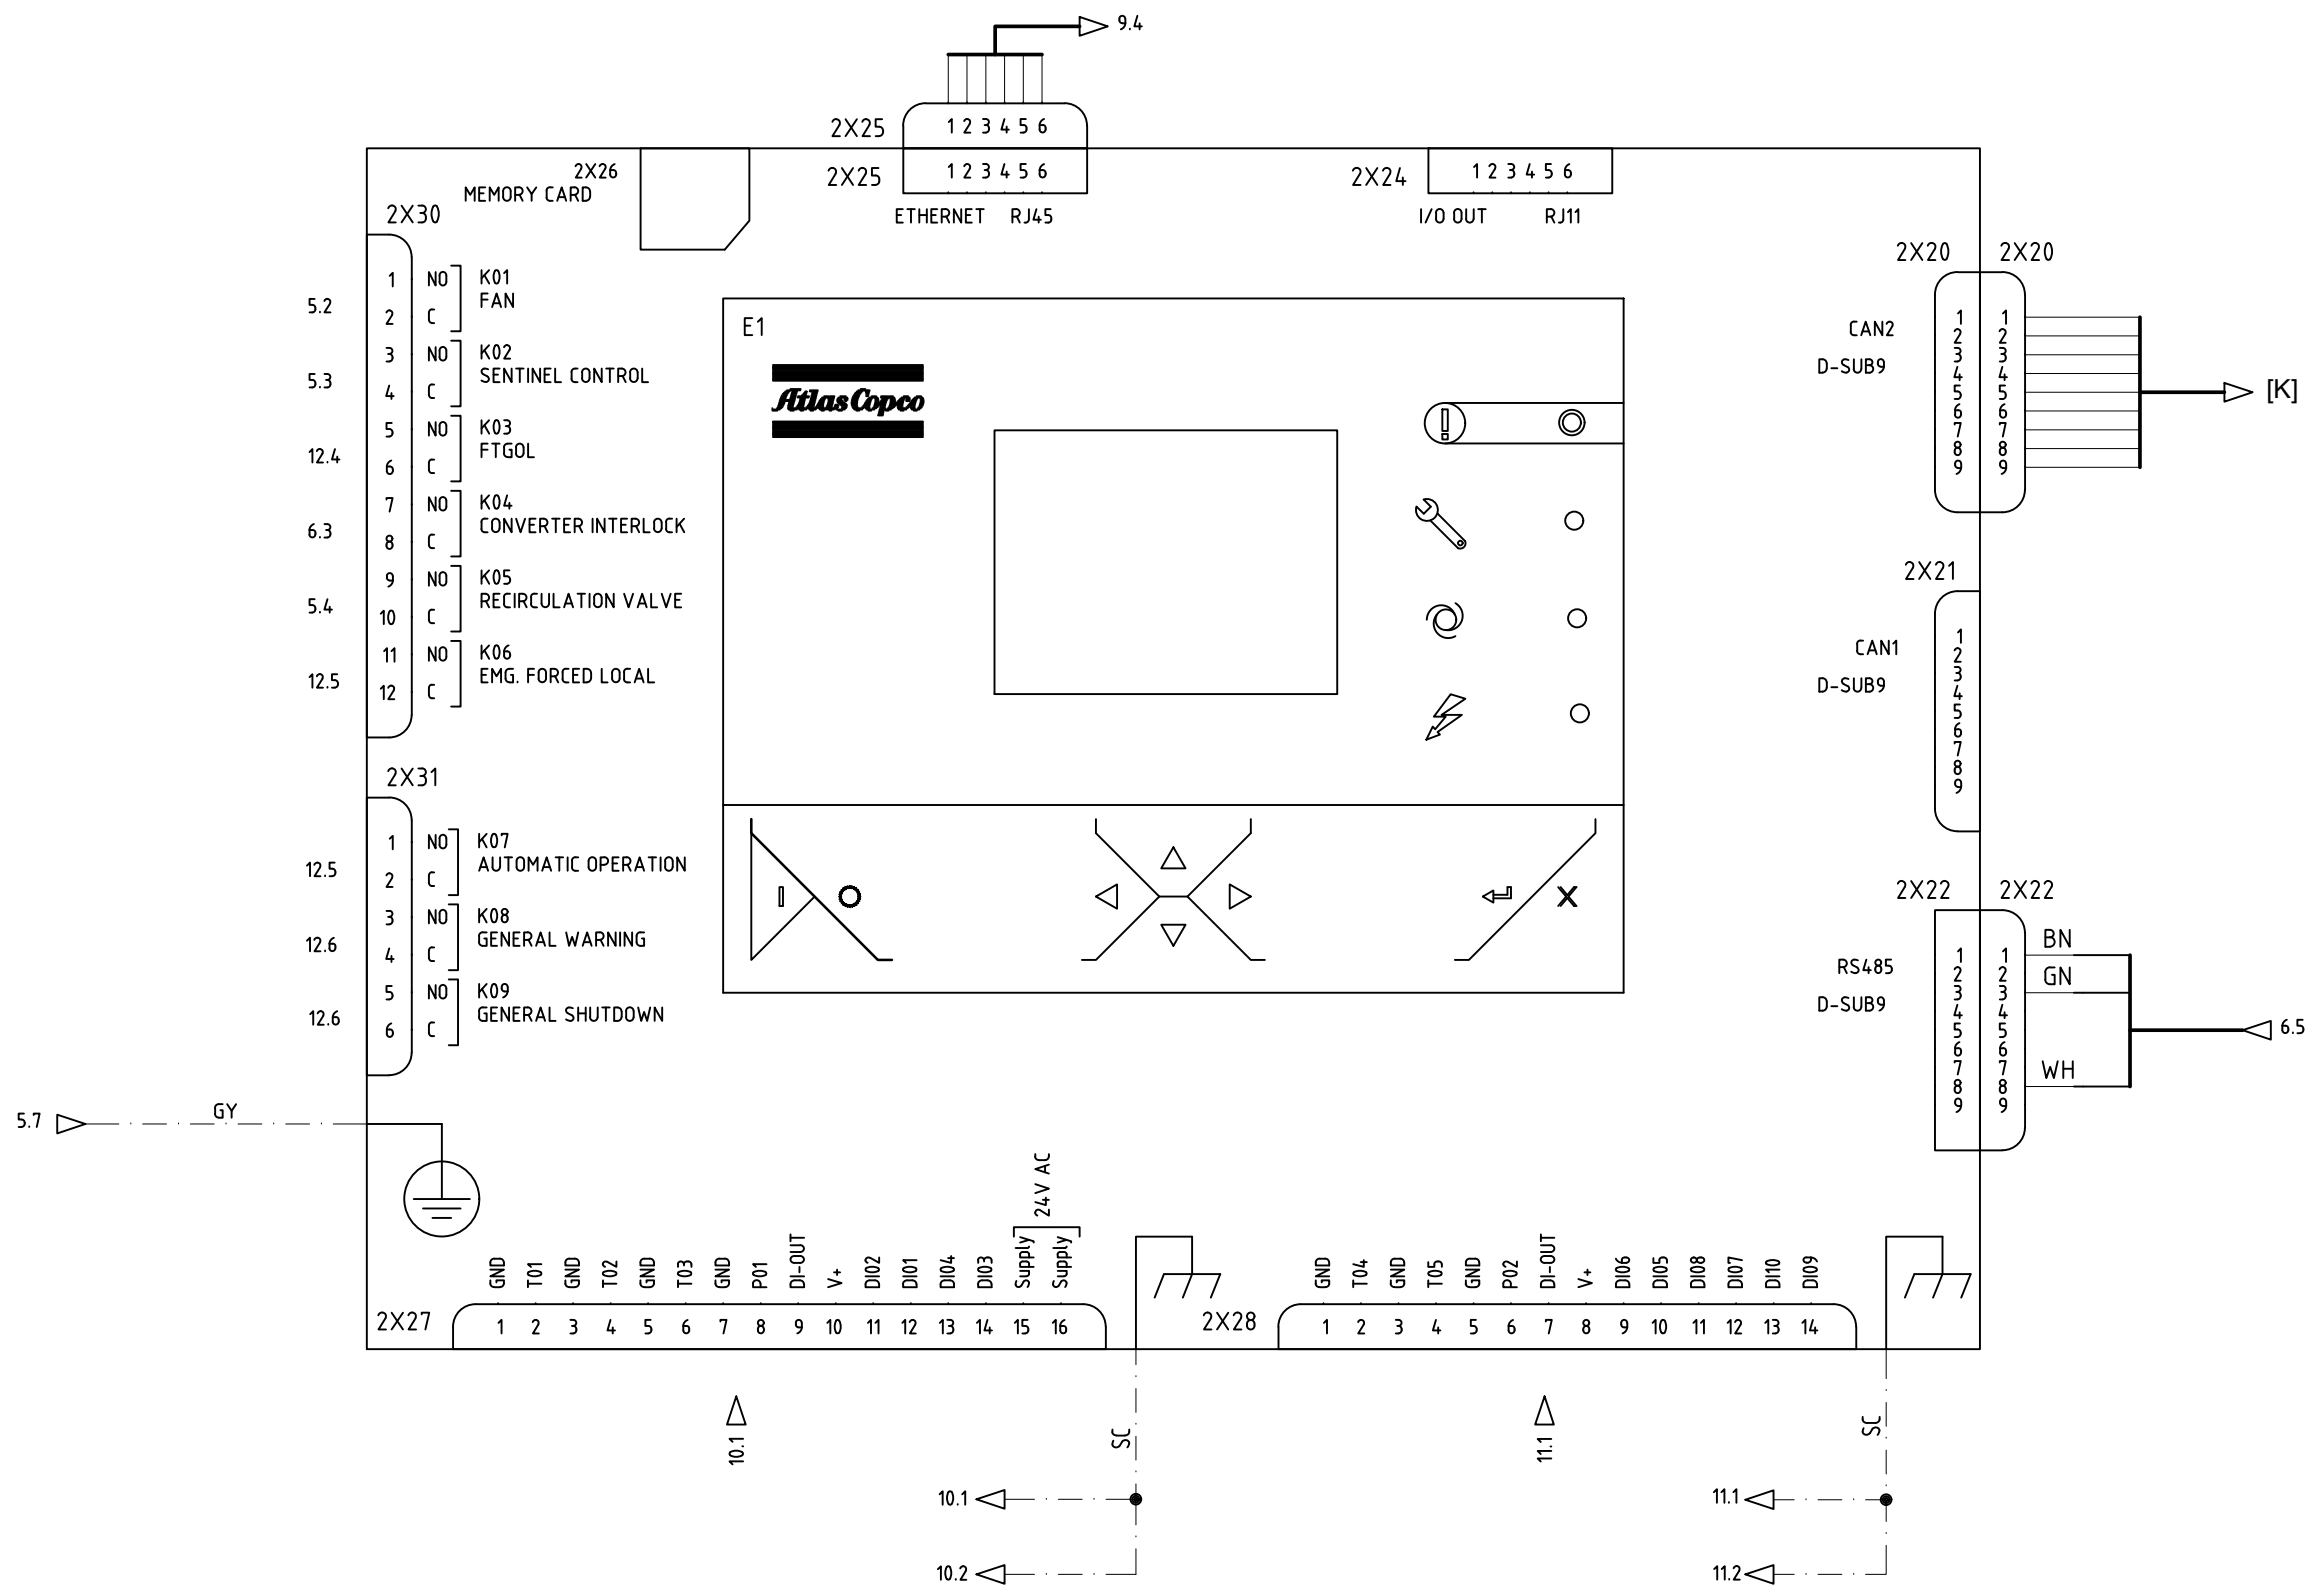 9.4
2X25
1 2 3 4 5 6
2X26
MEMORY CARD
2X25
1 2 3 4 5 6
ETHERNET RJ45
2X24
1 2 3 4 5 6
I/O OUT RJ11
2X30
5.2
1 NO K01
FAN
2 C
5.3
3 NO K02
SENTINEL CONTROL
4 C
12.4
5 NO K03
FTGOL
6 C
6.3
7 NO K04
CONVERTER INTERLOCK
8 C
5.4
9 NO K05
RECIRCULATION VALVE
10 C
12.5
11 NO K06
EMG. FORCED LOCAL
12 C
2X31
12.5
1 NO K07
AUTOMATIC OPERATION
2 C
12.6
3 NO K08
GENERAL WARNING
4 C
12.6
5 NO K09
GENERAL SHUTDOWN
6 C
5.7
GY
E1
Atlas Copco
2X20 2X20
CAN2
D-SUB9
1 1
2 2
3 3
4 4
5 5
6 6
7 7
8 8
9 9
[K]
2X21
CAN1
D-SUB9
1
2
3
4
5
6
7
8
9
2X22 2X22
RS485
D-SUB9
1 1 BN
2 2 GN
3 3
4 4
5 5
6 6
7 7 WH
8 8
9 9
6.5
24V AC
GND T01 GND T02 GND T03 GND P01 DI-OUT V+ DI02 DI01 DI04 DI03 Supply Supply
2X27
1 2 3 4 5 6 7 8 9 10 11 12 13 14 15 16
GND T04 GND T05 GND P02 DI-OUT V+ DI06 DI05 DI08 DI07 DI10 DI09
2X28
1 2 3 4 5 6 7 8 9 10 11 12 13 14
10.1
SC
10.1
10.2
11.1
SC
11.1
11.2